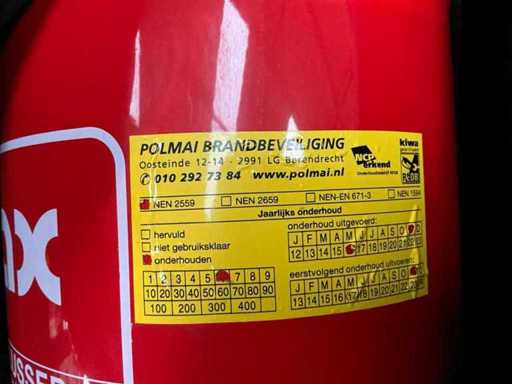 POLMAI BRANDBEVEILIGING
Oosteinde 12-14 - 2991 LG Barendrecht
010 292 73 84 www.polmai.nl
NCP erkend
kiwa
NEN 2559 NEN 2659 NEN-EN 671-3 NEN 1594
Jaarlijks onderhoud
hervuld
niet gebruiksklaar
onderhouden
onderhoud uitgevoerd:
J F M A M J J A S O D
12 13 14 15 17 18 19 20 21 22
1 2 3 4 5 7 8 9
10 20 30 40 50 60 70 80 90
100 200 300 400
eerstvolgend onderhoud uitvoeren:
J F M A M J J A S O
13 14 15 16 17 18 19 20 21 22
ax
USSER